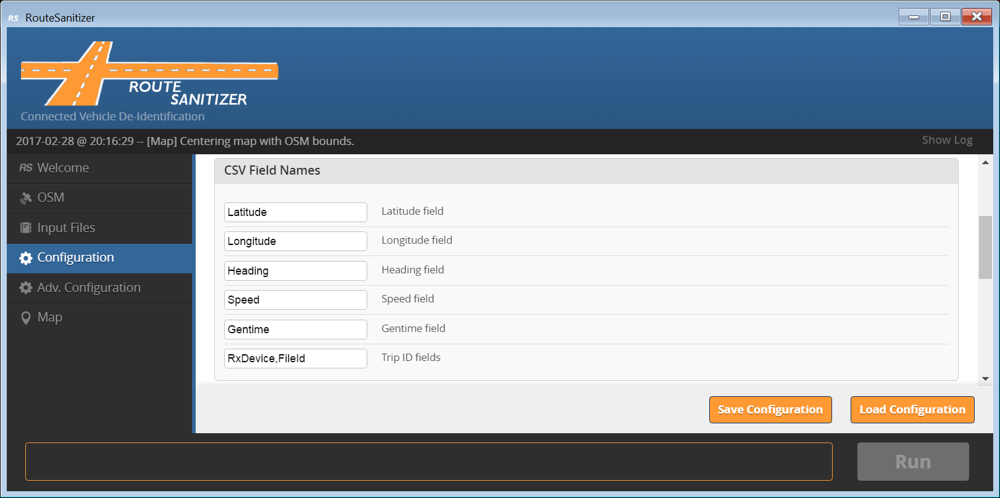 RS RouteSanitizer
ROUTE
SANITIZER
Connected Vehicle De-Identification
2017-02-28 @ 20:16:29 -- [Map] Centering map with OSM bounds.
Show Log
RS Welcome
OSM
Input Files
Configuration
Adv. Configuration
Map
CSV Field Names
Latitude Latitude field
Longitude Longitude field
Heading Heading field
Speed Speed field
Gentime Gentime field
RxDevice,FileId Trip ID fields
Save Configuration
Load Configuration
Run